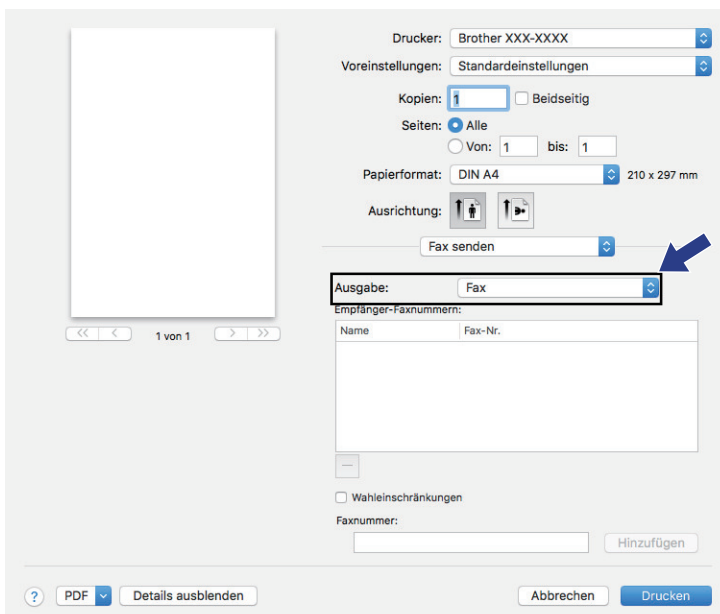 Drucker: Brother XXX-XXXX
Voreinstellungen: Standardeinstellungen
Kopien: 1 Beidseitig
Seiten: Alle
Von: 1 bis: 1
Papierformat: DIN A4 210 x 297 mm
Ausrichtung:
Fax senden
Ausgabe: Fax
Empfänger-Faxnummern:
Name Fax-Nr.
<< < 1 von 1 > >>
Wahleinschränkungen
Faxnummer:
Hinzufügen
? PDF Details ausblenden Abbrechen Drucken